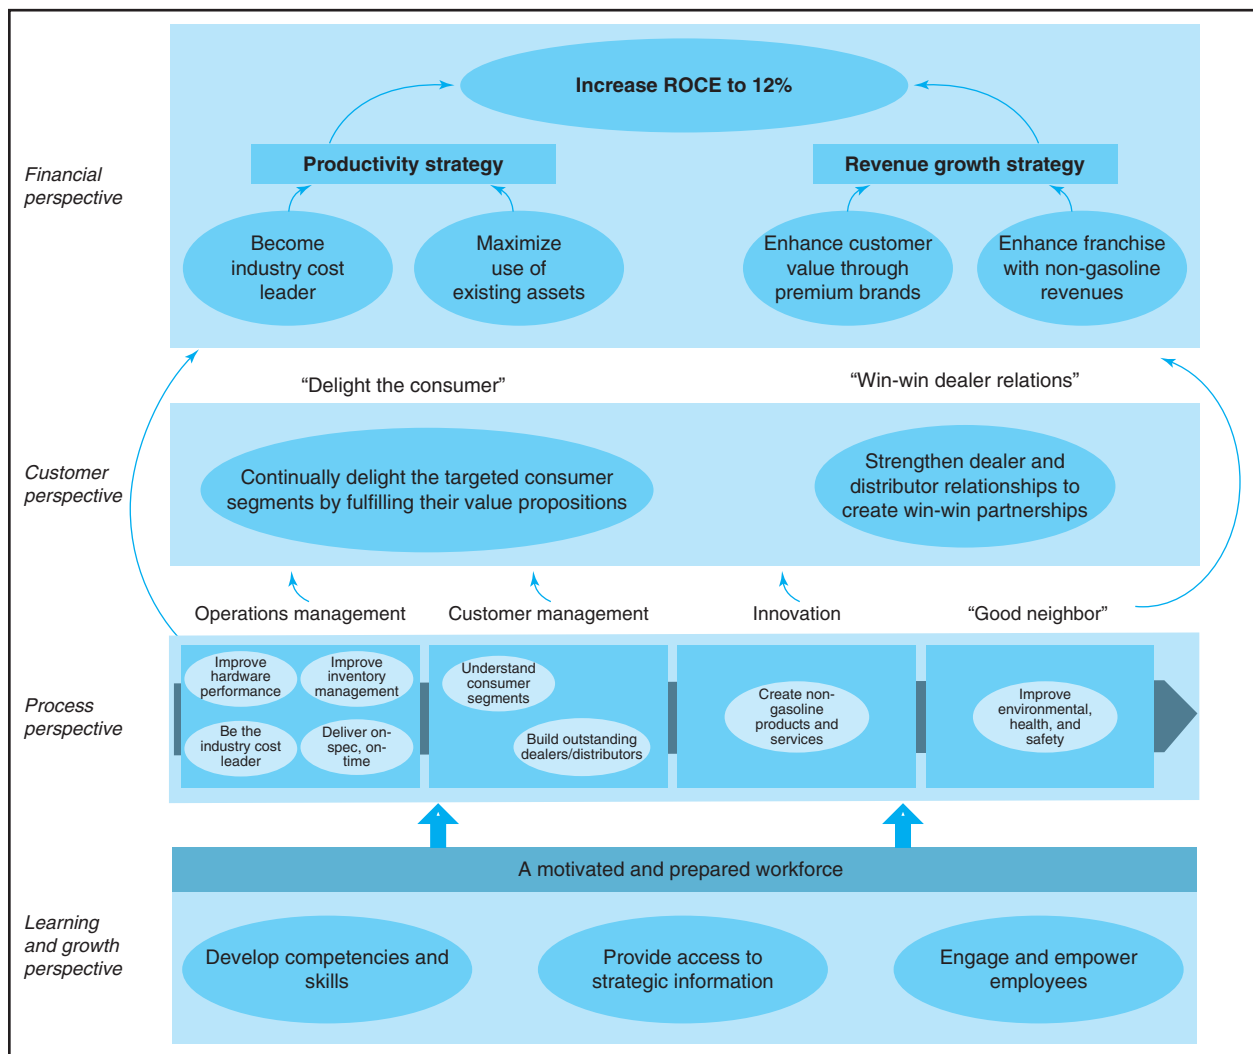 Increase ROCE to 12%
Financial
perspective
Productivity strategy
Revenue growth strategy
Become
industry cost
leader
Maximize
use of
existing assets
Enhance customer
value through
premium brands
Enhance franchise
with non-gasoline
revenues
“Delight the consumer”
“Win-win dealer relations”
Customer
perspective
Continually delight the targeted consumer
segments by fulfilling their value propositions
Strengthen dealer and
distributor relationships to
create win-win partnerships
Operations management
Customer management
Innovation
“Good neighbor”
Process
perspective
Improve
hardware
performance
Improve
inventory
management
Be the
industry cost
leader
Deliver on-
spec, on-
time
Understand
consumer
segments
Build outstanding
dealers/distributors
Create non-
gasoline
products and
services
Improve
environmental,
health, and
safety
A motivated and prepared workforce
Learning
and growth
perspective
Develop competencies and
skills
Provide access to
strategic information
Engage and empower
employees